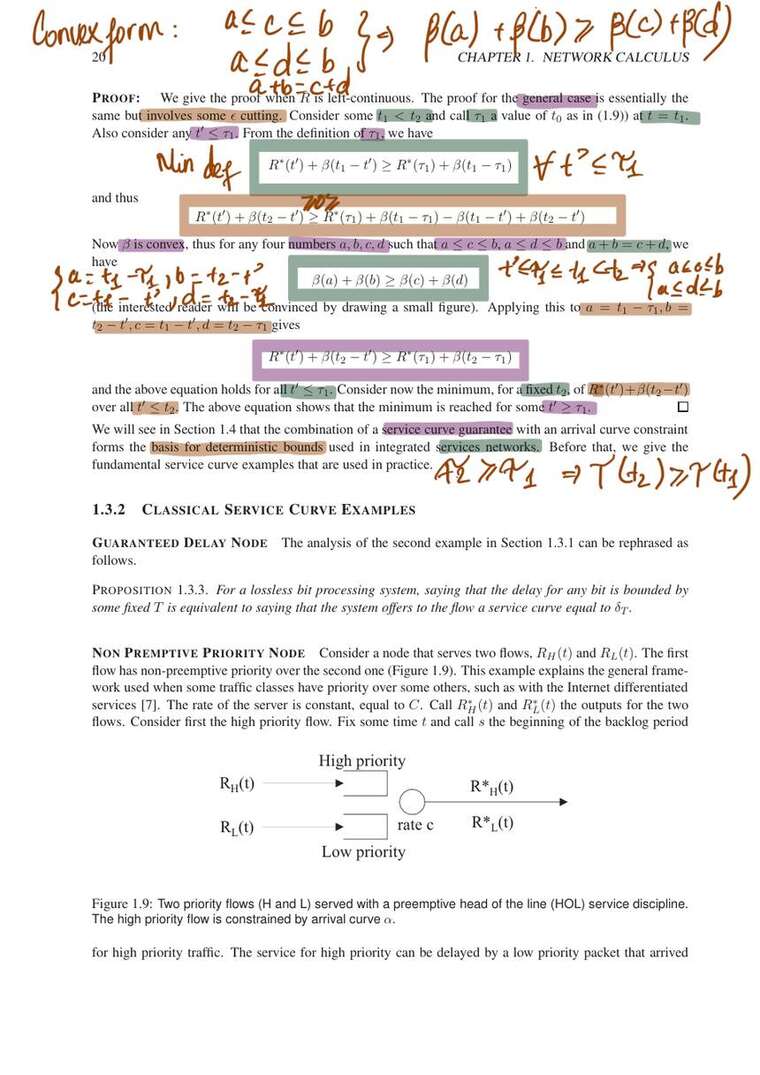 Convex form : a ≤ c ≤ b } ⇒ β(a) + β(b) ≥ β(c) + β(d)
a ≤ d ≤ b
a+b = c+d
20 CHAPTER 1. NETWORK CALCULUS
PROOF: We give the proof when R is left-continuous. The proof for the general case is essentially the
same but involves some ϵ cutting. Consider some t₁ < t₂ and call τ₁ a value of t₀ as in (1.9)) at t = t₁.
Also consider any t′ ≤ τ₁. From the definition of τ₁, we have
Min def R*(t′) + β(t₁ − t′) ≥ R*(τ₁) + β(t₁ − τ₁) ∀ t' ≤ τ₁
and thus
R*(t′) + β(t₂ − t′) ≥ R*(τ₁) + β(t₁ − τ₁) − β(t₁ − t′) + β(t₂ − t′)
Now β is convex, thus for any four numbers a, b, c, d such that a ≤ c ≤ b, a ≤ d ≤ b and a + b = c + d, we
have
{ a = t₁ - τ₁, b = t₂ - t'
β(a) + β(b) ≥ β(c) + β(d) t' ≤ τ₁ ≤ t₁ < t₂ ⇒ { a ≤ c ≤ b
c = t₁ - t', d = t₂ - τ₁ a ≤ d ≤ b
(the interested reader will be convinced by drawing a small figure). Applying this to a = t₁ − τ₁, b =
t₂ − t′, c = t₁ − t′, d = t₂ − τ₁ gives
R*(t′) + β(t₂ − t′) ≥ R*(τ₁) + β(t₂ − τ₁)
and the above equation holds for all t′ ≤ τ₁. Consider now the minimum, for a fixed t₂, of R*(t′)+β(t₂−t′)
over all t′ ≤ t₂. The above equation shows that the minimum is reached for some t′ ≥ τ₁. □
We will see in Section 1.4 that the combination of a service curve guarantee with an arrival curve constraint
forms the basis for deterministic bounds used in integrated services networks. Before that, we give the
fundamental service curve examples that are used in practice. τ₂ ≥ τ₁ ⇒ τ(t₂) ≥ τ(t₁)
1.3.2 CLASSICAL SERVICE CURVE EXAMPLES
GUARANTEED DELAY NODE The analysis of the second example in Section 1.3.1 can be rephrased as
follows.
PROPOSITION 1.3.3. For a lossless bit processing system, saying that the delay for any bit is bounded by
some fixed T is equivalent to saying that the system offers to the flow a service curve equal to δ_T.
NON PREMPTIVE PRIORITY NODE Consider a node that serves two flows, R_H(t) and R_L(t). The first
flow has non-preemptive priority over the second one (Figure 1.9). This example explains the general frame-
work used when some traffic classes have priority over some others, such as with the Internet differentiated
services [7]. The rate of the server is constant, equal to C. Call R*_H(t) and R*_L(t) the outputs for the two
flows. Consider first the high priority flow. Fix some time t and call s the beginning of the backlog period
High priority
R_H(t) R*_H(t)
R_L(t) rate c R*_L(t)
Low priority
Figure 1.9: Two priority flows (H and L) served with a preemptive head of the line (HOL) service discipline.
The high priority flow is constrained by arrival curve α.
for high priority traffic. The service for high priority can be delayed by a low priority packet that arrived